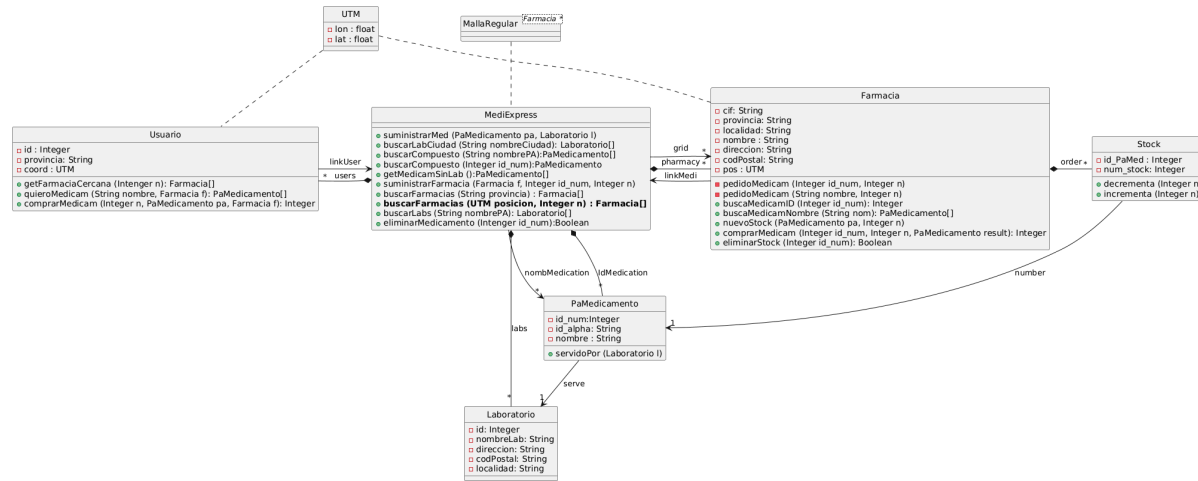 UTM
lon : float
lat : float
MallaRegular
Farmacia *
Usuario
id : Integer
provincia: String
coord : UTM
getFarmaciaCercana (Intenger n): Farmacia[]
quieroMedicam (String nombre, Farmacia f): PaMedicamento[]
comprarMedicam (Integer n, PaMedicamento pa, Farmacia f): Integer
linkUser
* users
MediExpress
suministrarMed (PaMedicamento pa, Laboratorio l)
buscarLabCiudad (String nombreCiudad): Laboratorio[]
buscarCompuesto (String nombrePA):PaMedicamento[]
buscarCompuesto (Integer id_num):PaMedicamento
getMedicamSinLab ():PaMedicamento[]
suministrarFarmacia (Farmacia f, Integer id_num, Integer n)
buscarFarmacias (String provincia) : Farmacia[]
buscarFarmacias (UTM posicion, Integer n) : Farmacia[]
buscarLabs (String nombrePA): Laboratorio[]
eliminarMedicamento (Intenger id_num):Boolean
grid *
pharmacy *
linkMedi
Farmacia
cif: String
provincia: String
localidad: String
nombre : String
direccion: String
codPostal: String
pos : UTM
pedidoMedicam (Integer id_num, Integer n)
pedidoMedicam (String nombre, Integer n)
buscaMedicamID (Integer id_num): Integer
buscaMedicamNombre (String nom): PaMedicamento[]
nuevoStock (PaMedicamento pa, Integer n)
comprarMedicam (Integer id_num, Integer n, PaMedicamento result): Integer
eliminarStock (Integer id_num): Boolean
order *
Stock
id_PaMed : Integer
num_stock: Integer
decrementa (Integer n)
incrementa (Integer n)
nombMedication
*
IdMedication
*
number
1
PaMedicamento
id_num:Integer
id_alpha: String
nombre : String
servidoPor (Laboratorio l)
labs
*
serve
1
Laboratorio
id: Integer
nombreLab: String
direccion: String
codPostal: String
localidad: String